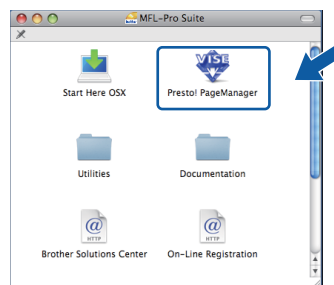 MFL-Pro Suite
VISE
Start Here OSX
Presto! PageManager
Utilities
Documentation
@
HTTP
@
HTTP
Brother Solutions Center
On-Line Registration